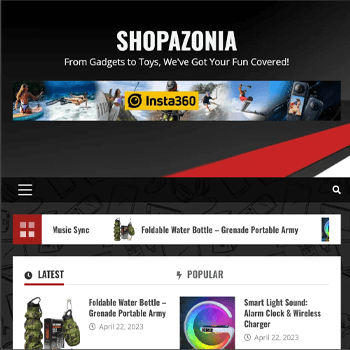 SHOPAZONIA
From Gadgets to Toys, We've Got Your Fun Covered!
Insta360
Music Sync
Foldable Water Bottle – Grenade Portable Army
LATEST
POPULAR
Foldable Water Bottle –
Grenade Portable Army
April 22, 2023
Smart Light Sound:
Alarm Clock & Wireless
Charger
April 22, 2023